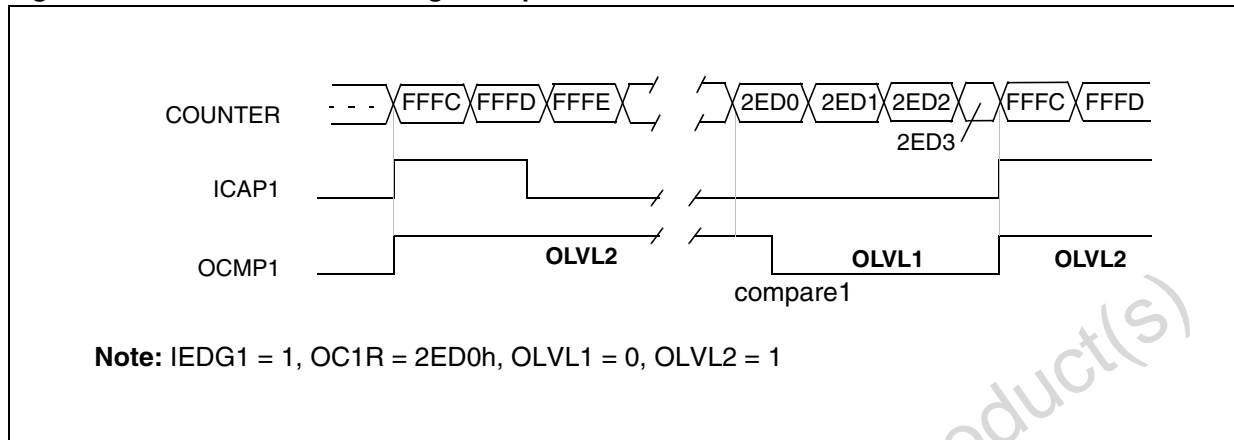 COUNTER
- - - FFFC FFFD FFFE 2ED0 2ED1 2ED2 FFFC FFFD
2ED3
ICAP1
OCMP1
OLVL2 OLVL1 OLVL2
compare1
Note: IEDG1 = 1, OC1R = 2ED0h, OLVL1 = 0, OLVL2 = 1
oduct(s)